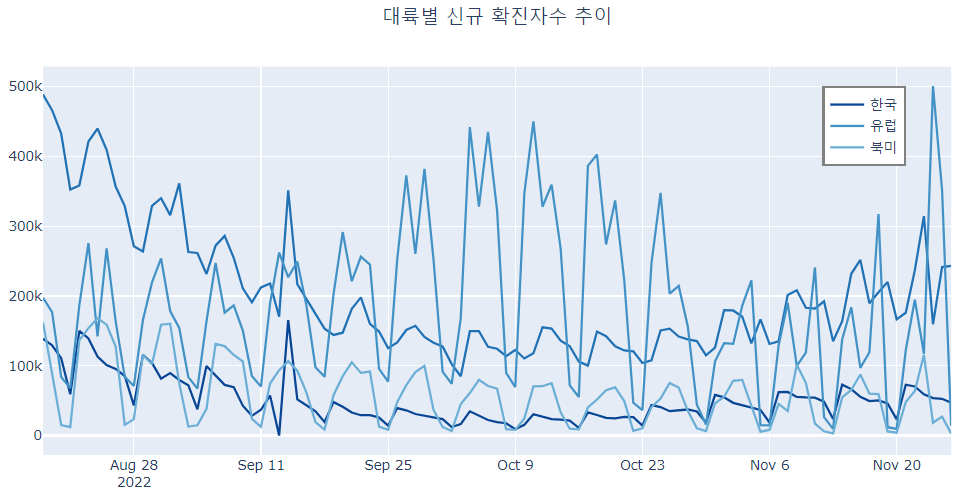 대륙별 신규 확진자수 추이
500k
400k
300k
200k
100k
0
한국
유럽
북미
Aug 28
2022
Sep 11
Sep 25
Oct 9
Oct 23
Nov 6
Nov 20